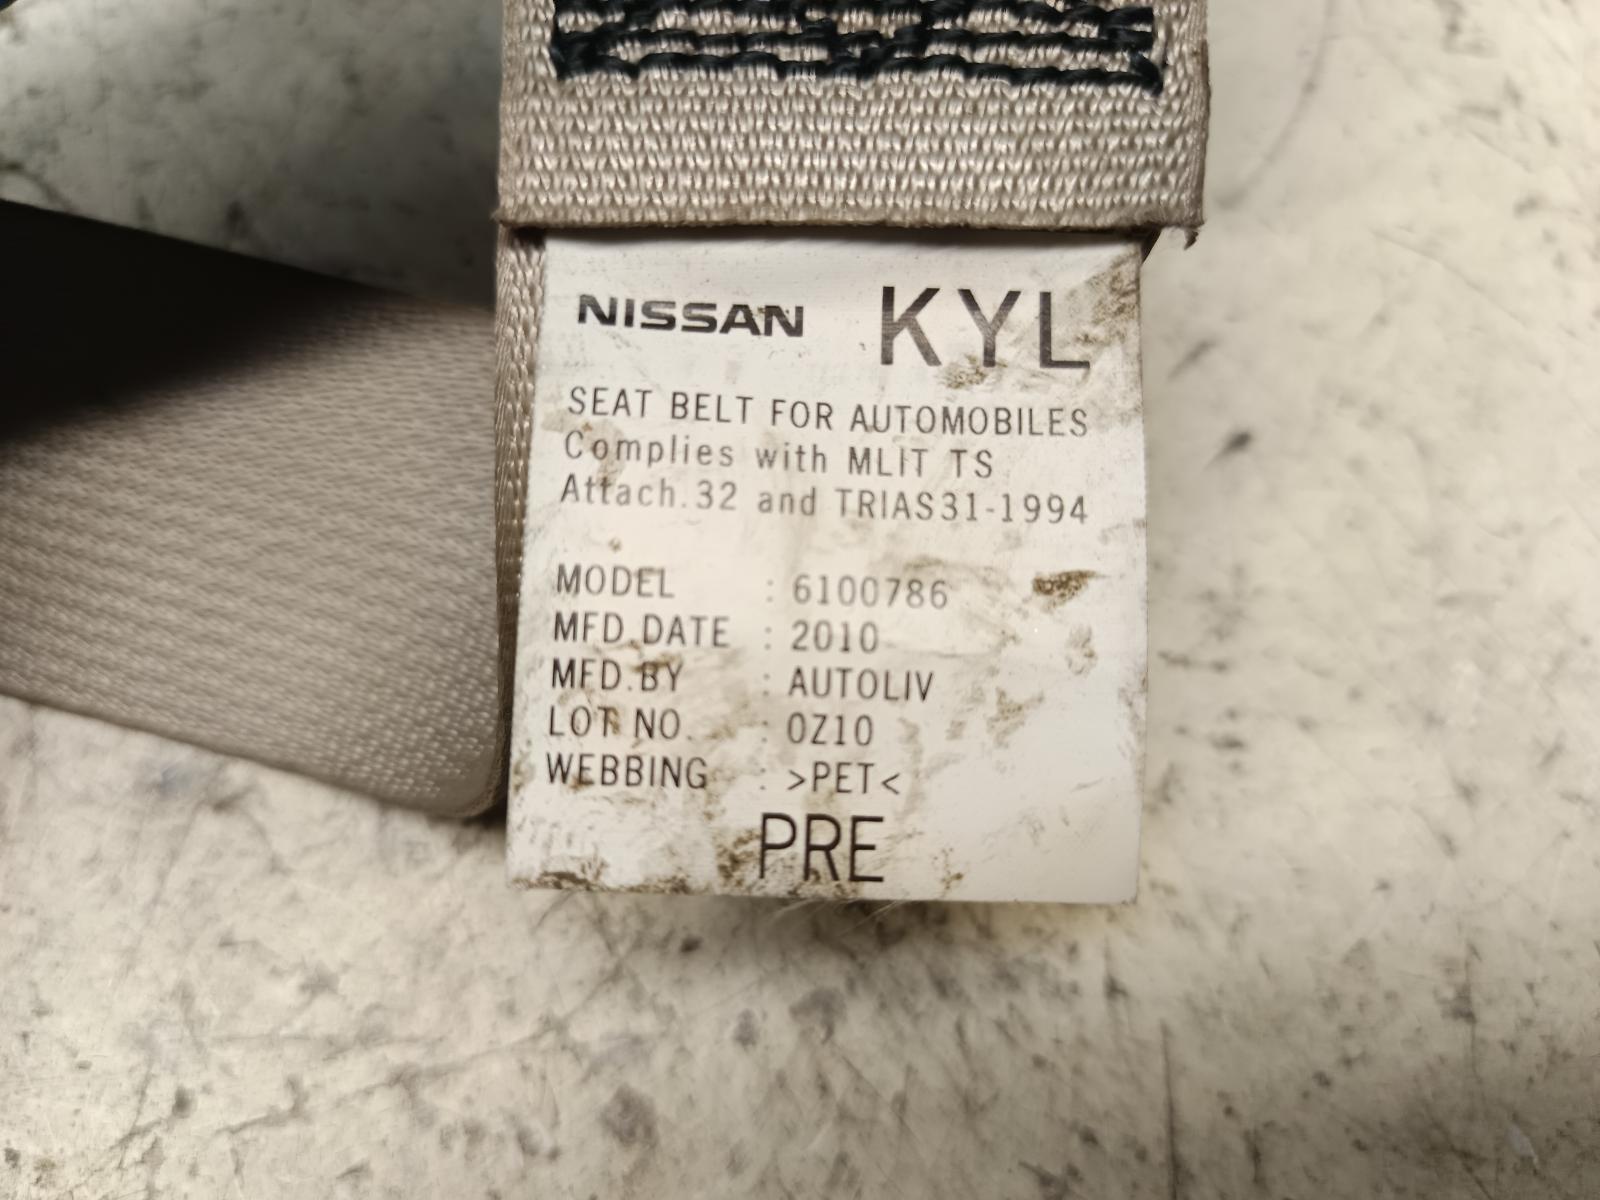 NISSAN KYL
SEAT BELT FOR AUTOMOBILES
Complies with MLIT TS
Attach.32 and TRIAS31-1994
MODEL : 6100786
MFD.DATE : 2010
MFD.BY : AUTOLIV
LOT NO. : 0Z10
WEBBING : >PET<
PRE